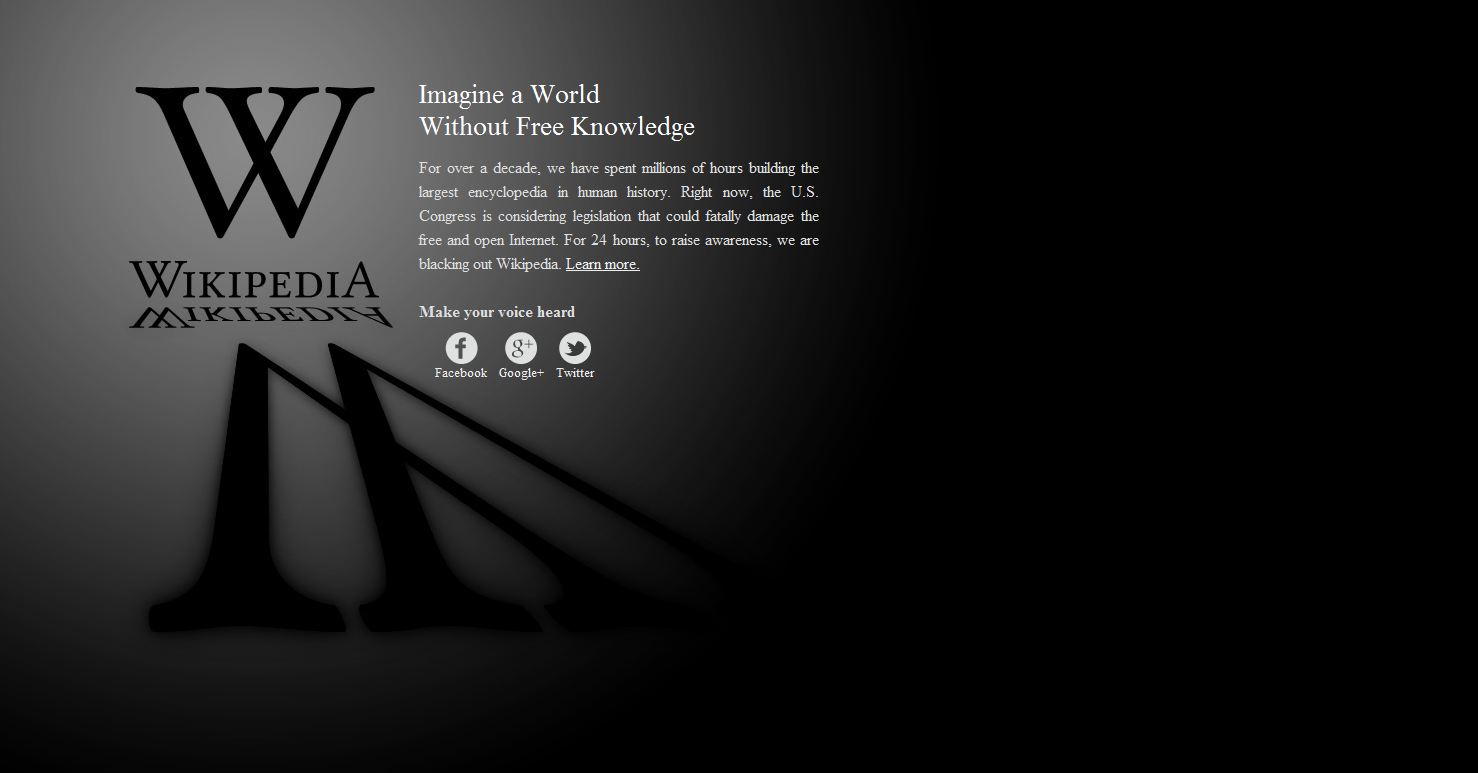 W
WIKIPEDIA
Imagine a World
Without Free Knowledge
For over a decade, we have spent millions of hours building the
largest encyclopedia in human history. Right now, the U.S.
Congress is considering legislation that could fatally damage the
free and open Internet. For 24 hours, to raise awareness, we are
blacking out Wikipedia. Learn more.
Make your voice heard
f g+
Facebook Google+ Twitter